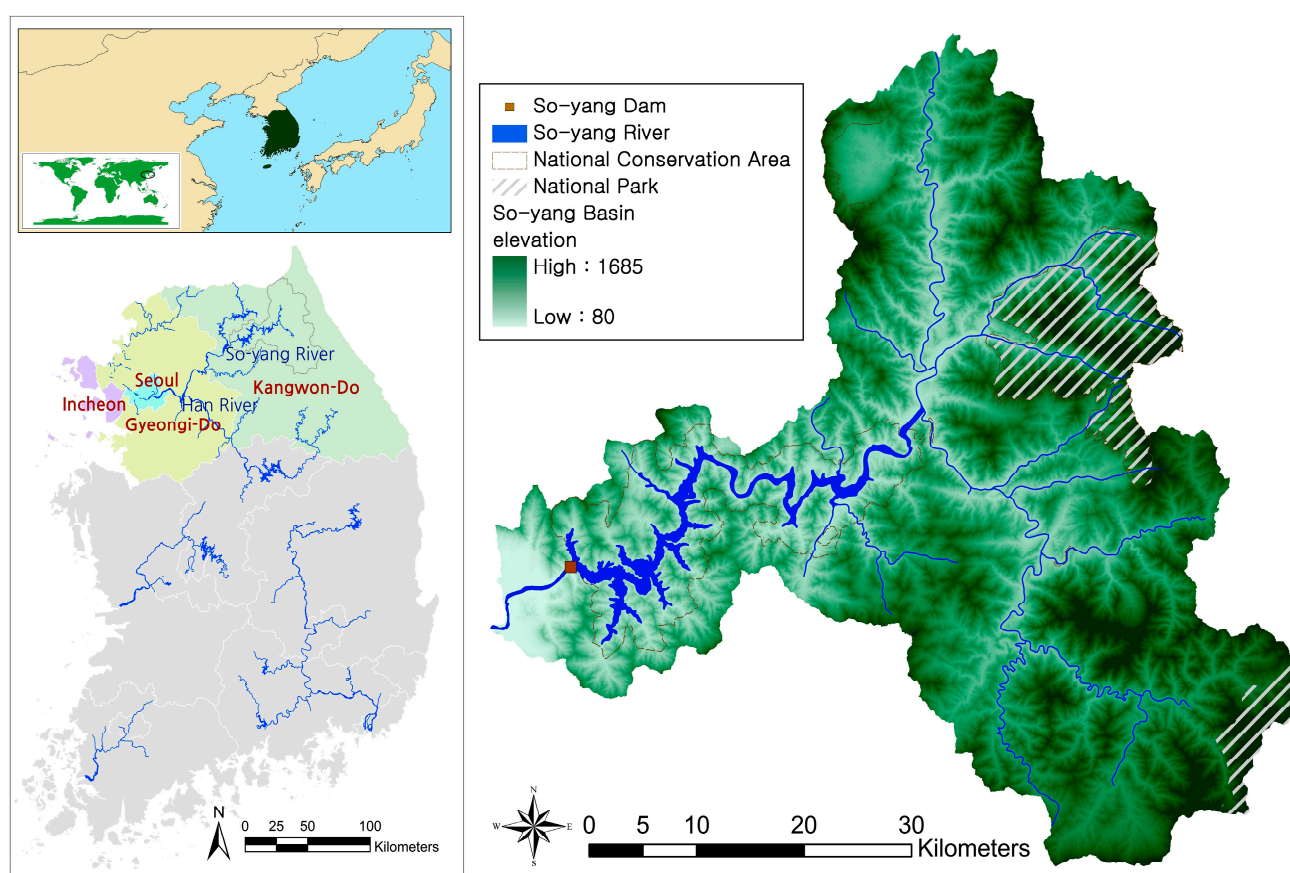 So-yang River
Seoul
Kangwon-Do
Incheon
Han River
Gyeongi-Do
N
0 25 50 100
Kilometers
So-yang Dam
So-yang River
National Conservation Area
National Park
So-yang Basin
elevation
High : 1685
Low : 80
N
W
E
S
0 5 10 20 30
Kilometers